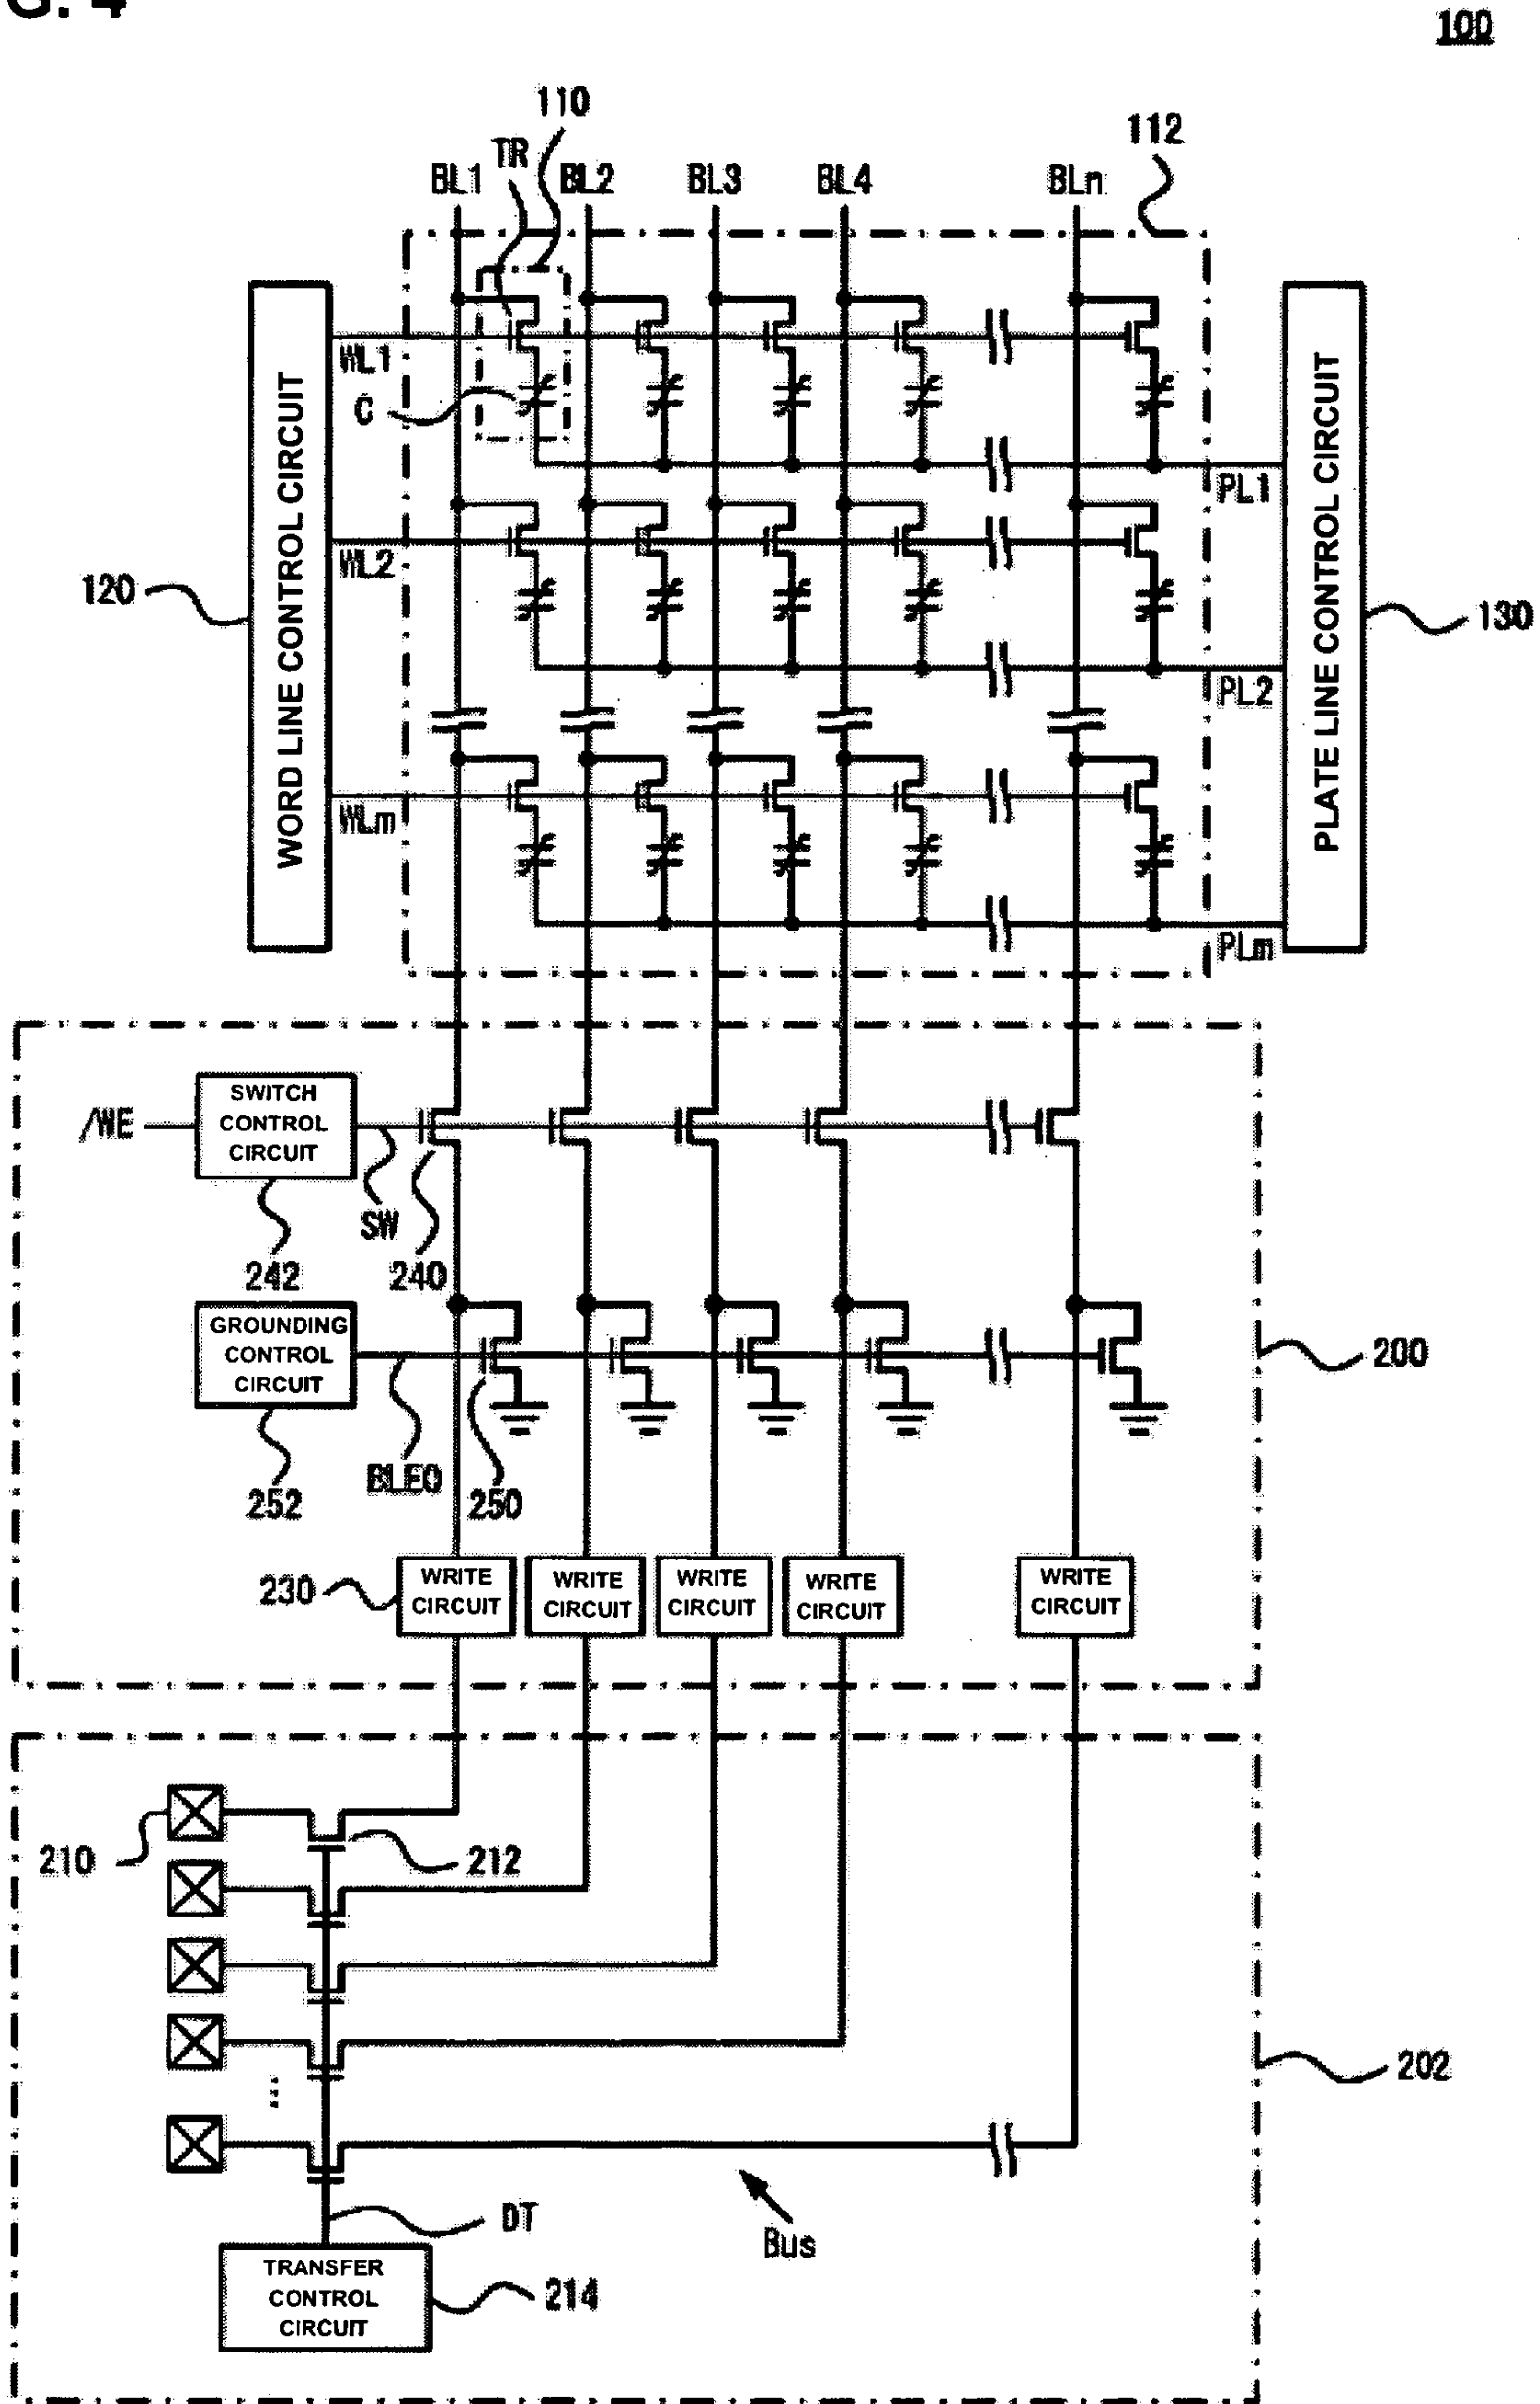 G. 4
100
110
112
TR
BL1
BL2
BL3
BL4
BLn
WORD LINE CONTROL CIRCUIT
PLATE LINE CONTROL CIRCUIT
WL1
C
PL1
WL2
120
130
PL2
WLm
PLm
/WE
SWITCH
CONTROL
CIRCUIT
SW
242
240
GROUNDING
CONTROL
CIRCUIT
200
BLEQ
252
250
230
WRITE
CIRCUIT
WRITE
CIRCUIT
WRITE
CIRCUIT
WRITE
CIRCUIT
WRITE
CIRCUIT
210
212
202
...
DT
Bus
TRANSFER
CONTROL
CIRCUIT
214